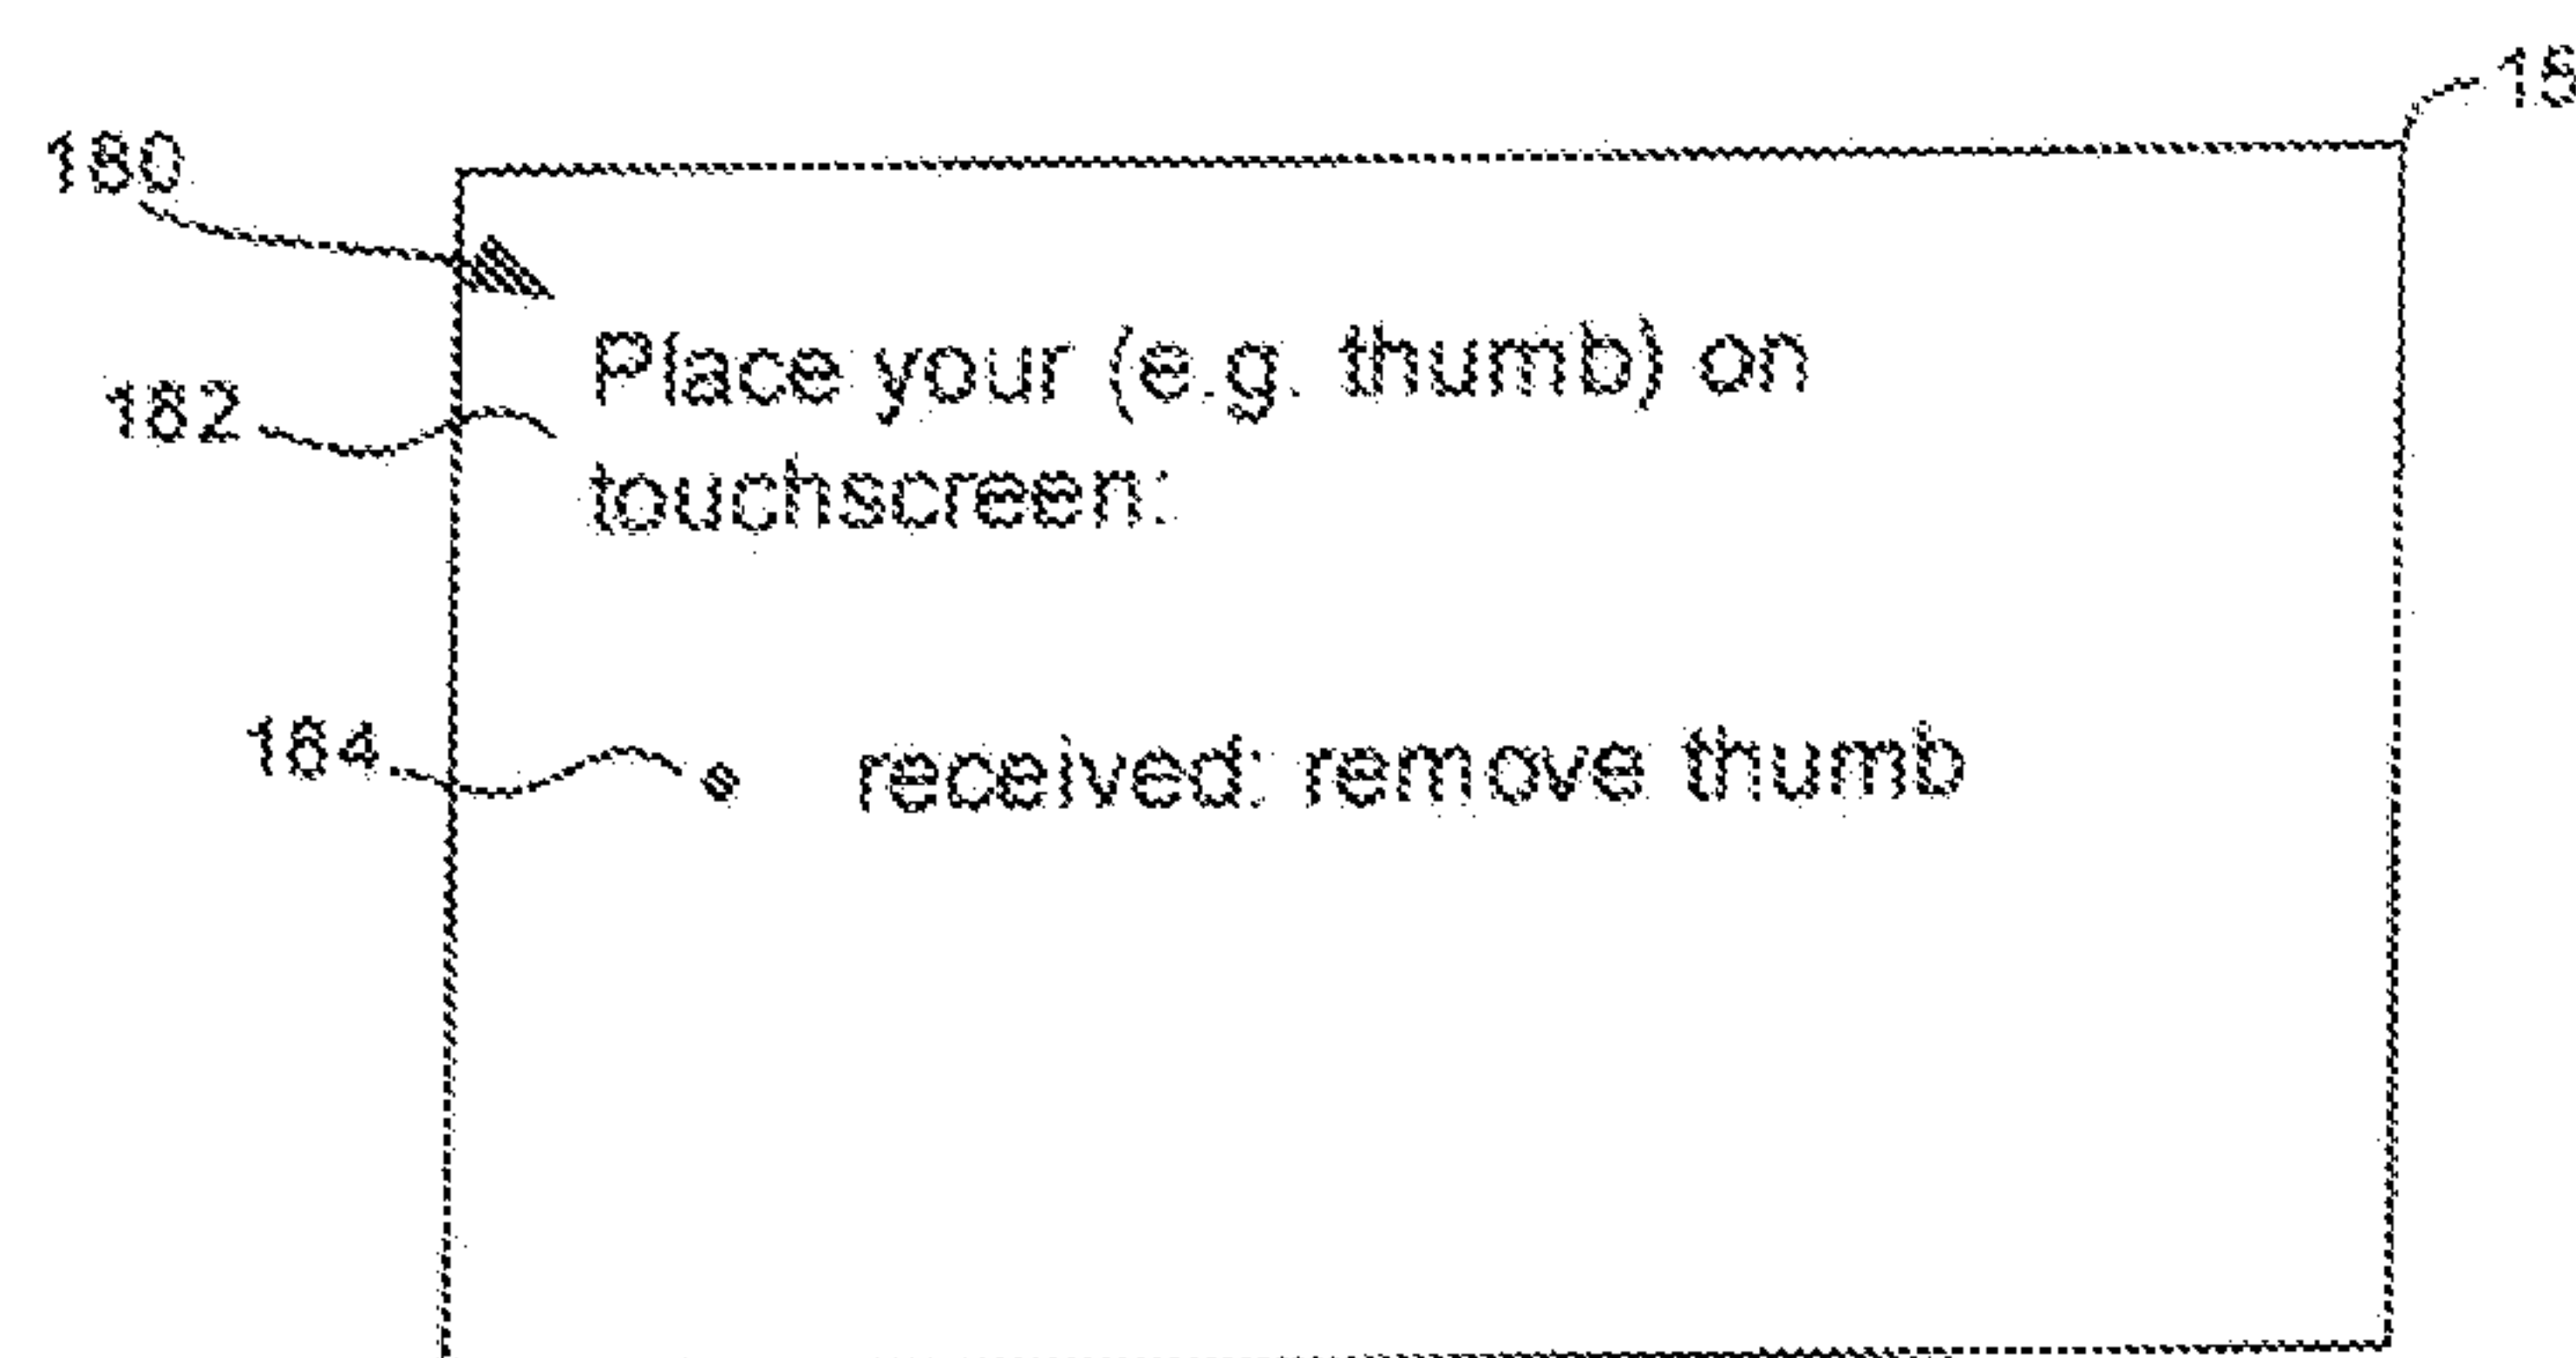 180
Place your (e.g. thumb) on
182
touchscreen:
184
received: remove thumb